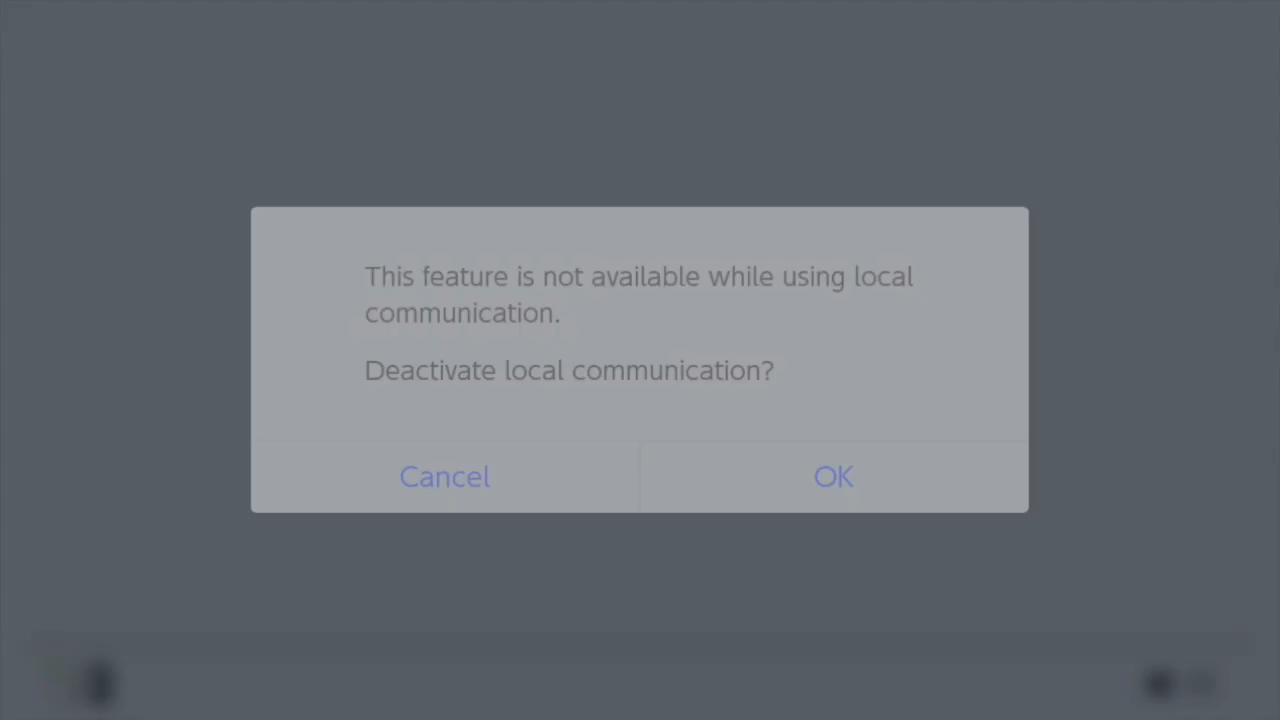 This feature is not available while using local
communication.
Deactivate local communication?
Cancel
OK